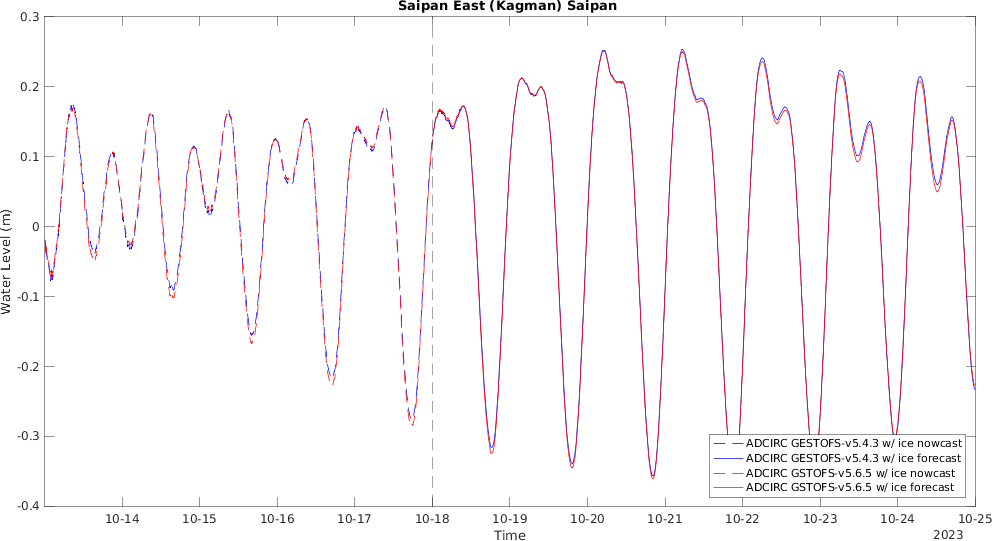 Saipan East (Kagman) Saipan
0.3
0.2
0.1
0
-0.1
-0.2
-0.3
-0.4
Water Level (m)
ADCIRC GESTOFS-v5.4.3 w/ ice nowcast
ADCIRC GESTOFS-v5.4.3 w/ ice forecast
ADCIRC GSTOFS-v5.6.5 w/ ice nowcast
ADCIRC GSTOFS-v5.6.5 w/ ice forecast
10-14 10-15 10-16 10-17 10-18 10-19 10-20 10-21 10-22 10-23 10-24 10-25
Time
2023